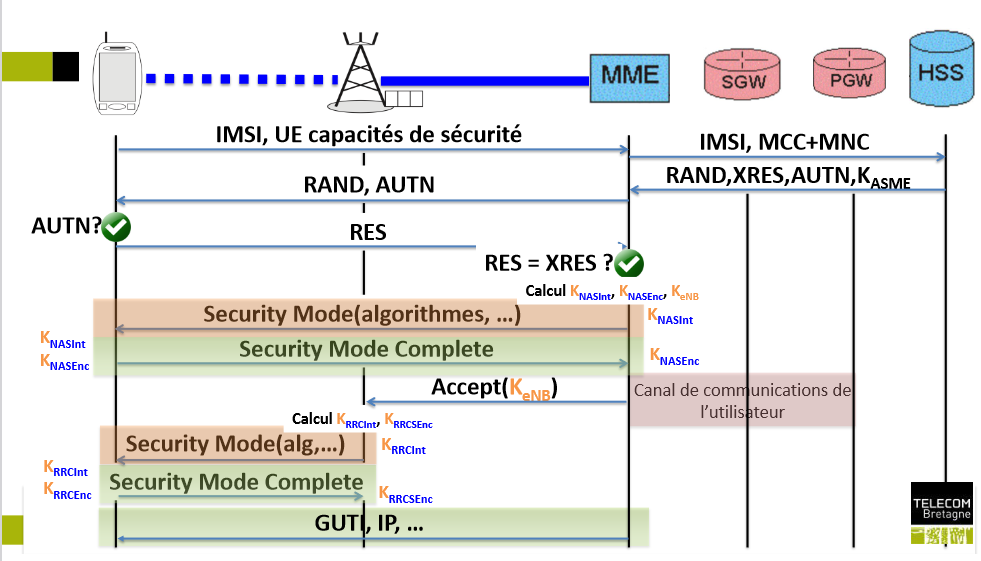 MME
SGW
PGW
HSS
IMSI, UE capacités de sécurité
IMSI, MCC+MNC
RAND, AUTN
RAND,XRES,AUTN,KASME
AUTN?
RES
RES = XRES ?
Calcul KNASInt, KNASEnc, KeNB
Security Mode(algorithmes, ...)
KNASInt
KNASInt
Security Mode Complete
KNASEnc
KNASEnc
Accept(KeNB)
Canal de communications de
l'utilisateur
Calcul KRRCInt, KRRCSEnc
Security Mode(alg,...)
KRRCInt
KRRCInt
Security Mode Complete
KRRCEnc
KRRCSEnc
GUTI, IP, ...
TELECOM
Bretagne